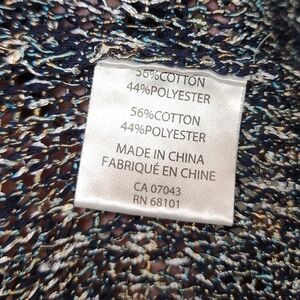 56%COTTON
44%POLYESTER
56%COTTON
44%POLYESTER
MADE IN CHINA
FABRIQUÉ EN CHINE
CA 07043
RN 68101